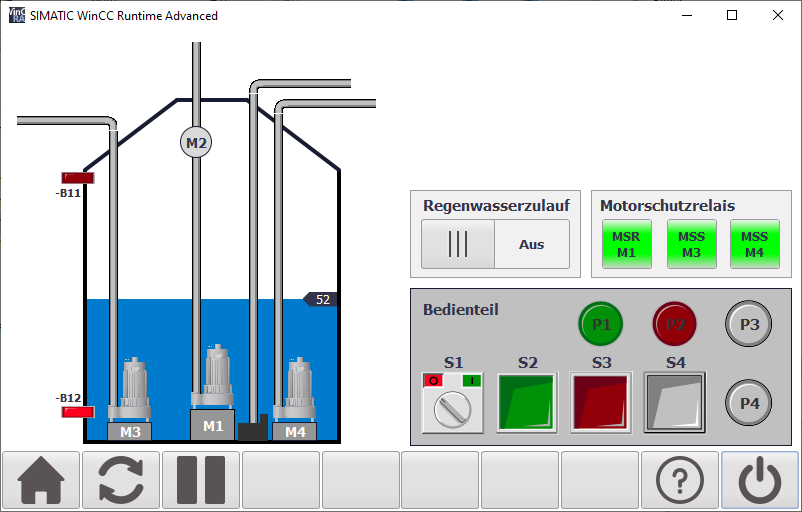 SIMATIC WinCC Runtime Advanced
M2
-B11
Regenwasserzulauf
Aus
Motorschutzrelais
MSR
M1
MSS
M3
MSS
M4
52
Bedienteil
P1
P2
P3
S1
S2
S3
S4
O
I
P4
-B12
M3
M1
M4
?